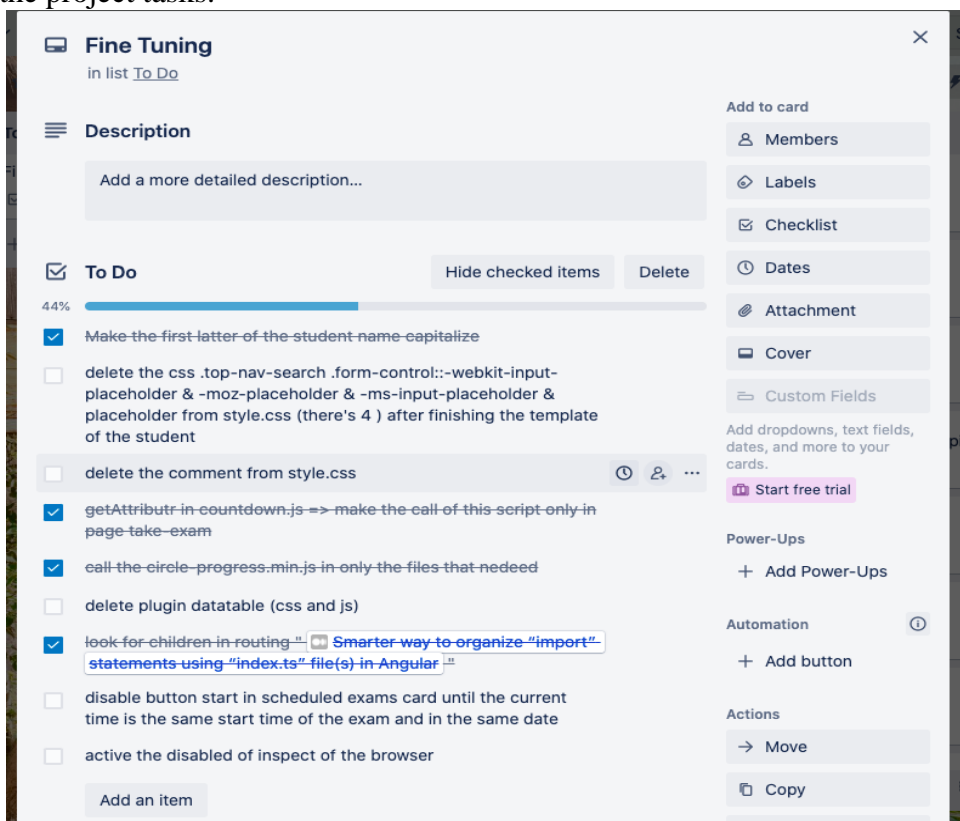 the project tasks.
Fine Tuning
in list To Do
Description
Add a more detailed description...
To Do
Hide checked items
Delete
44%
Make the first latter of the student name capitalize
delete the css .top-nav-search .form-control::-webkit-input-
placeholder & -moz-placeholder & -ms-input-placeholder &
placeholder from style.css (there's 4 ) after finishing the template
of the student
delete the comment from style.css
getAttributr in countdown.js => make the call of this script only in
page take-exam
call the circle-progress.min.js in only the files that nedeed
delete plugin datatable (css and js)
look for children in routing " Smarter way to organize “import”
statements using “index.ts” file(s) in Angular "
disable button start in scheduled exams card until the current
time is the same start time of the exam and in the same date
active the disabled of inspect of the browser
Add an item
Add to card
Members
Labels
Checklist
Dates
Attachment
Cover
Custom Fields
Add dropdowns, text fields,
dates, and more to your
cards.
Start free trial
Power-Ups
+ Add Power-Ups
Automation
+ Add button
Actions
Move
Copy